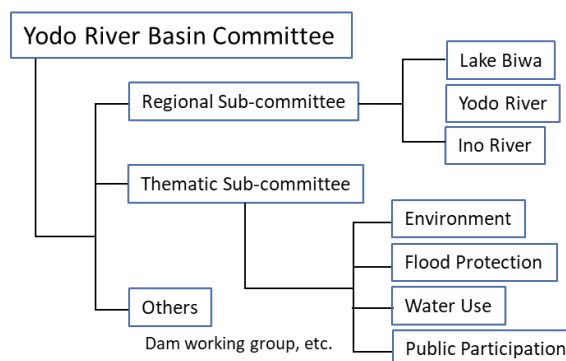 Yodo River Basin Committee
Regional Sub-committee
Lake Biwa
Yodo River
Ino River
Thematic Sub-committee
Environment
Flood Protection
Water Use
Public Participation
Others
Dam working group, etc.